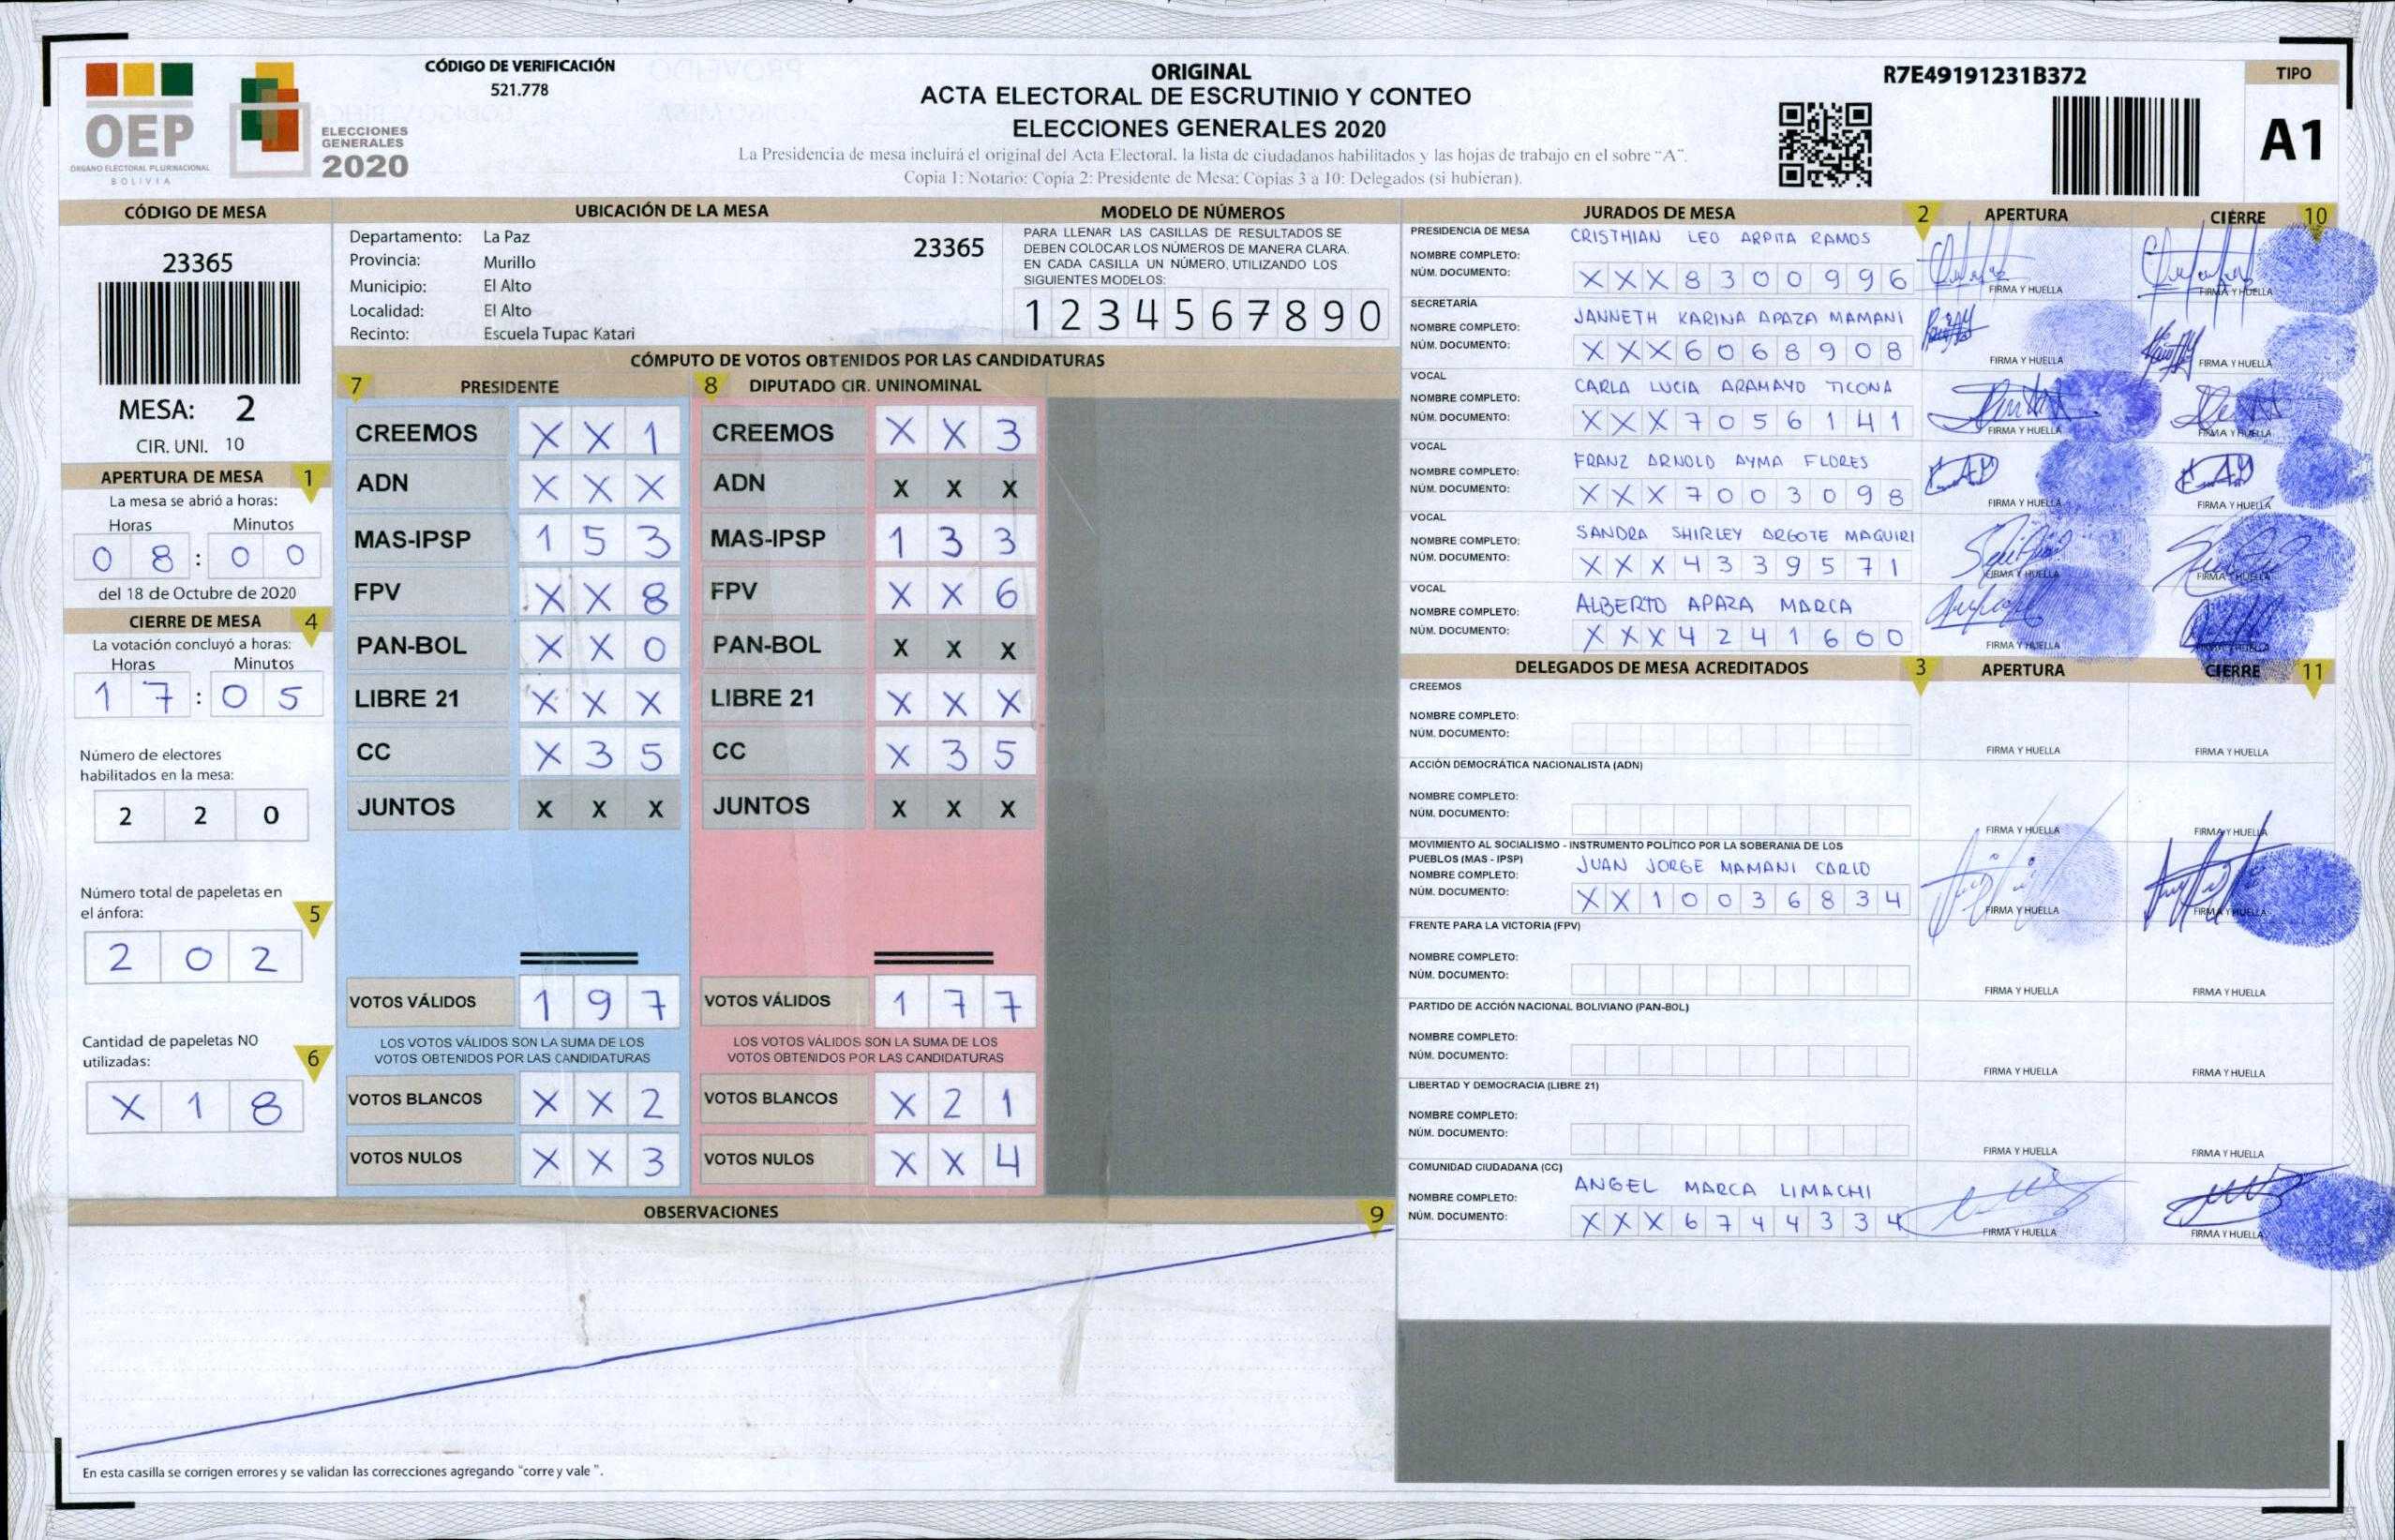 CÓDIGO DE VERIFICACIÓN
521.778
OEP
ÓRGANO ELECTORAL PLURINACIONAL
BOLIVIA
ELECCIONES
GENERALES
2020
ORIGINAL
ACTA ELECTORAL DE ESCRUTINIO Y CONTEO
ELECCIONES GENERALES 2020
La Presidencia de mesa incluirá el original del Acta Electoral, la lista de ciudadanos habilitados y las hojas de trabajo en el sobre "A".
Copia 1: Notario: Copia 2: Presidente de Mesa: Copias 3 a 10: Delegados (si hubieran).
R7E49191231B372
TIPO
A1
CÓDIGO DE MESA
23365
MESA: 2
CIR. UNI. 10
APERTURA DE MESA 1
La mesa se abrió a horas:
Horas Minutos
0 8 : 0 0
del 18 de Octubre de 2020
CIERRE DE MESA 4
La votación concluyó a horas:
Horas Minutos
1 7 : 0 5
Número de electores
habilitados en la mesa:
2 2 0
Número total de papeletas en
el ánfora: 5
2 0 2
Cantidad de papeletas NO
utilizadas: 6
X 1 8
UBICACIÓN DE LA MESA
Departamento: La Paz 23365
Provincia: Murillo
Municipio: El Alto
Localidad: El Alto
Recinto: Escuela Tupac Katari
MODELO DE NÚMEROS
PARA LLENAR LAS CASILLAS DE RESULTADOS SE
DEBEN COLOCAR LOS NÚMEROS DE MANERA CLARA.
EN CADA CASILLA UN NÚMERO, UTILIZANDO LOS
SIGUIENTES MODELOS:
1 2 3 4 5 6 7 8 9 0
CÓMPUTO DE VOTOS OBTENIDOS POR LAS CANDIDATURAS
7 PRESIDENTE 8 DIPUTADO CIR. UNINOMINAL
CREEMOS X X 1 CREEMOS X X 3
ADN X X X ADN X X X
MAS-IPSP 1 5 3 MAS-IPSP 1 3 3
FPV X X 8 FPV X X 6
PAN-BOL X X 0 PAN-BOL X X X
LIBRE 21 X X X LIBRE 21 X X X
CC X 3 5 CC X 3 5
JUNTOS X X X JUNTOS X X X
VOTOS VÁLIDOS 1 9 7 VOTOS VÁLIDOS 1 7 7
LOS VOTOS VÁLIDOS SON LA SUMA DE LOS LOS VOTOS VÁLIDOS SON LA SUMA DE LOS
VOTOS OBTENIDOS POR LAS CANDIDATURAS VOTOS OBTENIDOS POR LAS CANDIDATURAS
VOTOS BLANCOS X X 2 VOTOS BLANCOS X 2 1
VOTOS NULOS X X 3 VOTOS NULOS X X 4
OBSERVACIONES 9
En esta casilla se corrigen errores y se validan las correcciones agregando "corre y vale ".
JURADOS DE MESA 2 APERTURA CIERRE 10
PRESIDENCIA DE MESA CRISTHIAN LEO ARPITA RAMOS
NOMBRE COMPLETO:
NÚM. DOCUMENTO: X X X 8 3 0 0 9 9 6 FIRMA Y HUELLA FIRMA Y HUELLA
SECRETARÍA
NOMBRE COMPLETO: JANNETH KARINA APAZA MAMANI
NÚM. DOCUMENTO: X X X 6 0 6 8 9 0 8 FIRMA Y HUELLA FIRMA Y HUELLA
VOCAL
NOMBRE COMPLETO: CARLA LUCIA ARAMAYO TICONA
NÚM. DOCUMENTO: X X X 7 0 5 6 1 4 1 FIRMA Y HUELLA FIRMA Y HUELLA
VOCAL
NOMBRE COMPLETO: FRANZ ARNOLD AYMA FLORES
NÚM. DOCUMENTO: X X X 7 0 0 3 0 9 8 FIRMA Y HUELLA FIRMA Y HUELLA
VOCAL
NOMBRE COMPLETO: SANDRA SHIRLEY ARGOTE MAQUIRI
NÚM. DOCUMENTO: X X X 4 3 3 9 5 7 1 FIRMA Y HUELLA FIRMA Y HUELLA
VOCAL
NOMBRE COMPLETO: ALBERTO APAZA MARCA
NÚM. DOCUMENTO: X X X 4 2 4 1 6 0 0 FIRMA Y HUELLA
DELEGADOS DE MESA ACREDITADOS 3 APERTURA CIERRE 11
CREEMOS
NOMBRE COMPLETO:
NÚM. DOCUMENTO: FIRMA Y HUELLA FIRMA Y HUELLA
ACCIÓN DEMOCRÁTICA NACIONALISTA (ADN)
NOMBRE COMPLETO:
NÚM. DOCUMENTO: FIRMA Y HUELLA FIRMA Y HUELLA
MOVIMIENTO AL SOCIALISMO - INSTRUMENTO POLÍTICO POR LA SOBERANIA DE LOS
PUEBLOS (MAS - IPSP) JUAN JORGE MAMANI CARLO
NOMBRE COMPLETO:
NÚM. DOCUMENTO: X X 1 0 0 3 6 8 3 4 FIRMA Y HUELLA FIRMA Y HUELLA
FRENTE PARA LA VICTORIA (FPV)
NOMBRE COMPLETO:
NÚM. DOCUMENTO: FIRMA Y HUELLA FIRMA Y HUELLA
PARTIDO DE ACCIÓN NACIONAL BOLIVIANO (PAN-BOL)
NOMBRE COMPLETO:
NÚM. DOCUMENTO: FIRMA Y HUELLA FIRMA Y HUELLA
LIBERTAD Y DEMOCRACIA (LIBRE 21)
NOMBRE COMPLETO:
NÚM. DOCUMENTO: FIRMA Y HUELLA FIRMA Y HUELLA
COMUNIDAD CIUDADANA (CC)
NOMBRE COMPLETO: ANGEL MARCA LIMACHI
NÚM. DOCUMENTO: X X X 6 7 4 4 3 3 4 FIRMA Y HUELLA FIRMA Y HUELLA